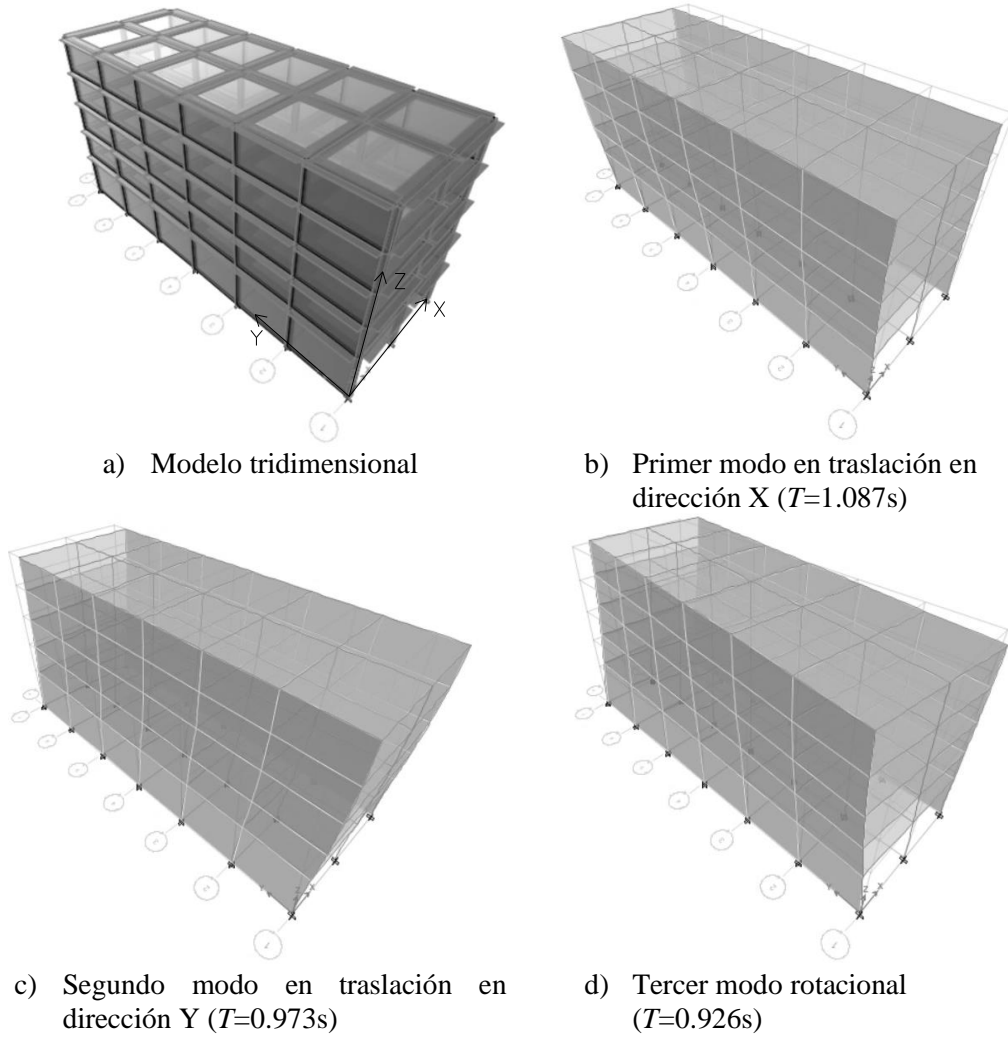 Z
X
Y
a) Modelo tridimensional
b) Primer modo en traslación en
dirección X (T=1.087s)
c) Segundo modo en traslación en
dirección Y (T=0.973s)
d) Tercer modo rotacional
(T=0.926s)